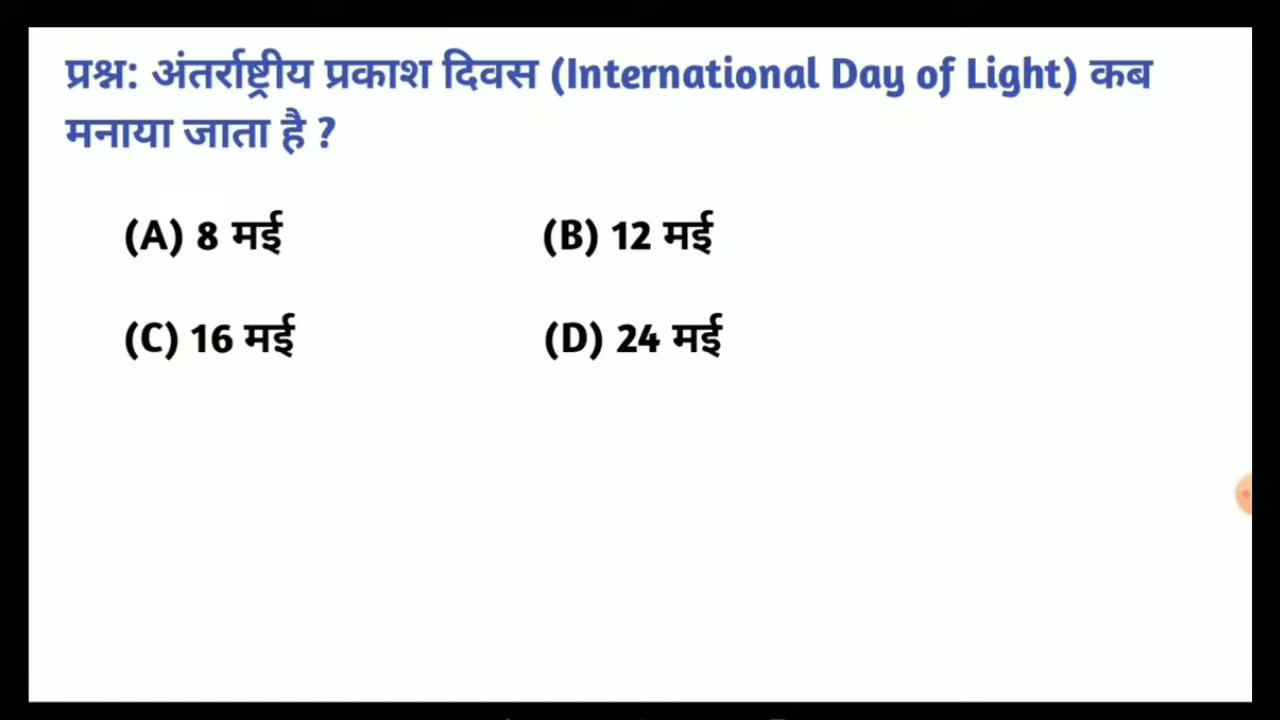 प्रश्न: अंतर्राष्ट्रीय प्रकाश दिवस (International Day of Light) कब
मनाया जाता है ?
(A) 8 मई (B) 12 मई
(C) 16 मई (D) 24 मई